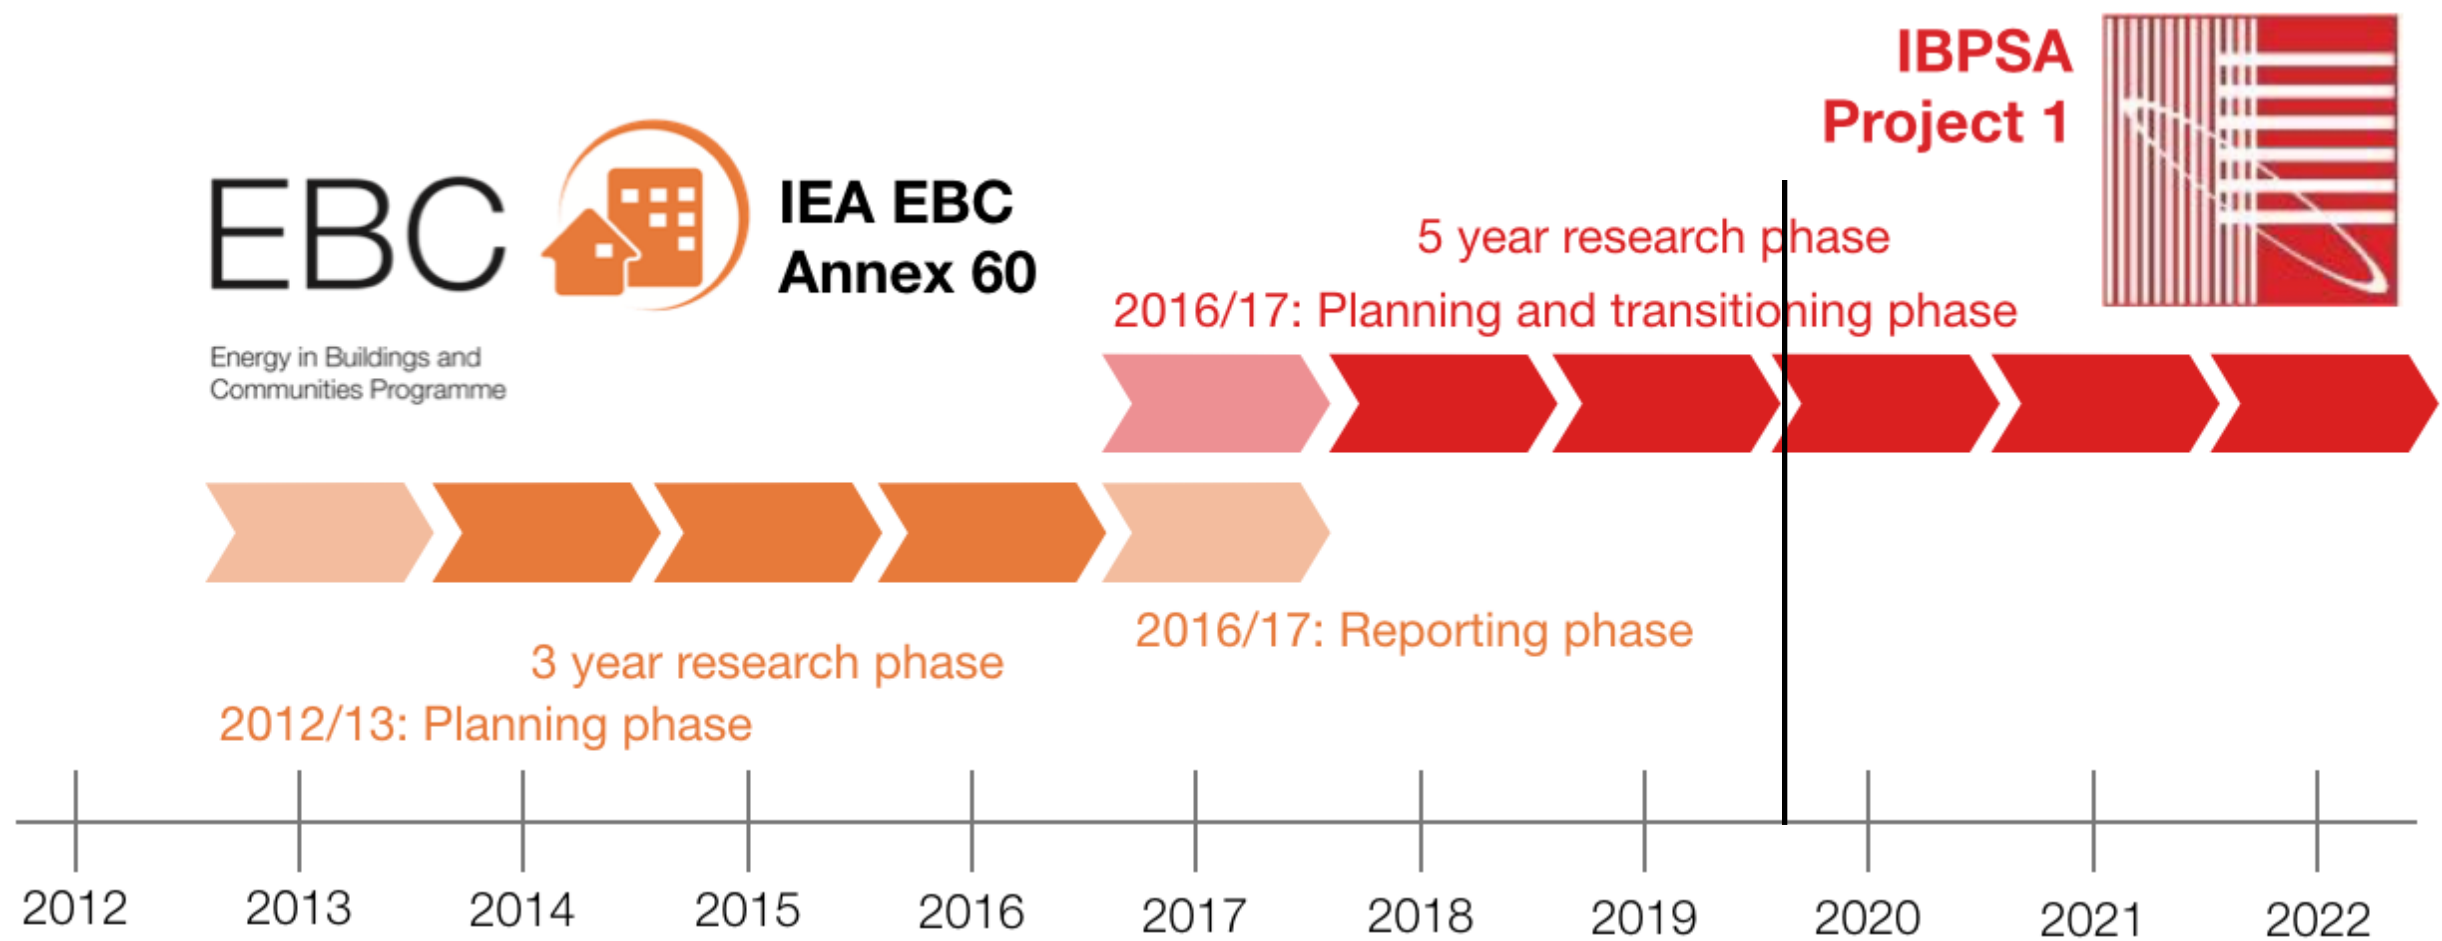 IBPSA
Project 1
EBC
IEA EBC
Annex 60
Energy in Buildings and
Communities Programme
5 year research phase
2016/17: Planning and transitioning phase
2016/17: Reporting phase
3 year research phase
2012/13: Planning phase
2012 2013 2014 2015 2016 2017 2018 2019 2020 2021 2022